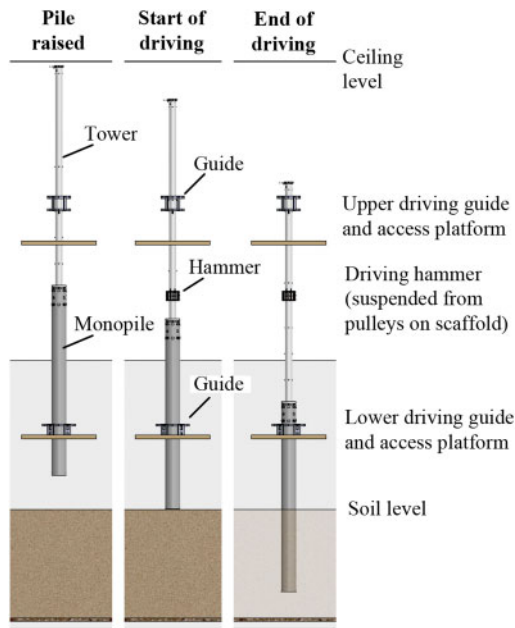 Pile
raised
Start of
driving
End of
driving
Ceiling
level
Tower
Guide
Upper driving guide
and access platform
Hammer
Driving hammer
(suspended from
pulleys on scaffold)
Monopile
Guide
Lower driving guide
and access platform
Soil level